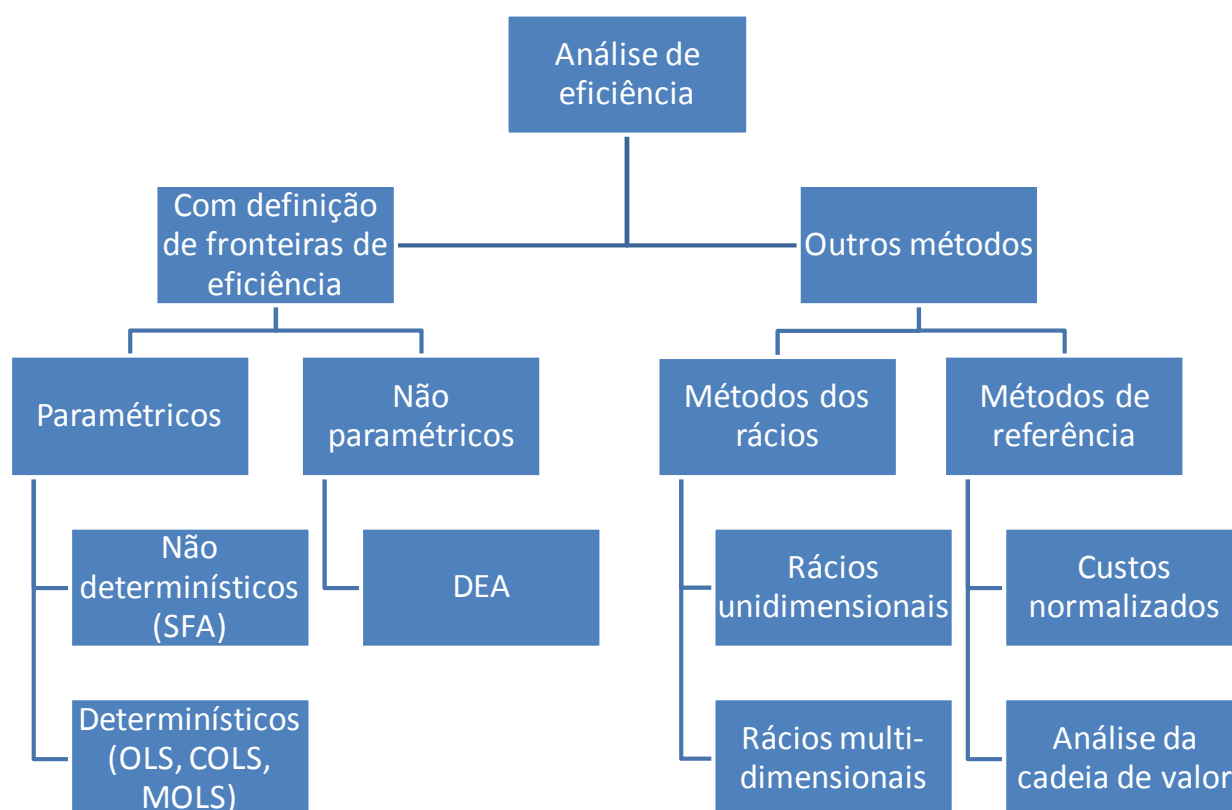 Análise de
eficiência
Com definição
de fronteiras de
eficiência
Outros métodos
Paramétricos
Não
paramétricos
Métodos dos
rácios
Métodos de
referência
Não
determinísticos
(SFA)
DEA
Rácios
unidimensionais
Custos
normalizados
Determinísticos
(OLS, COLS,
MOLS)
Rácios multi-
dimensionais
Análise da
cadeia de valor